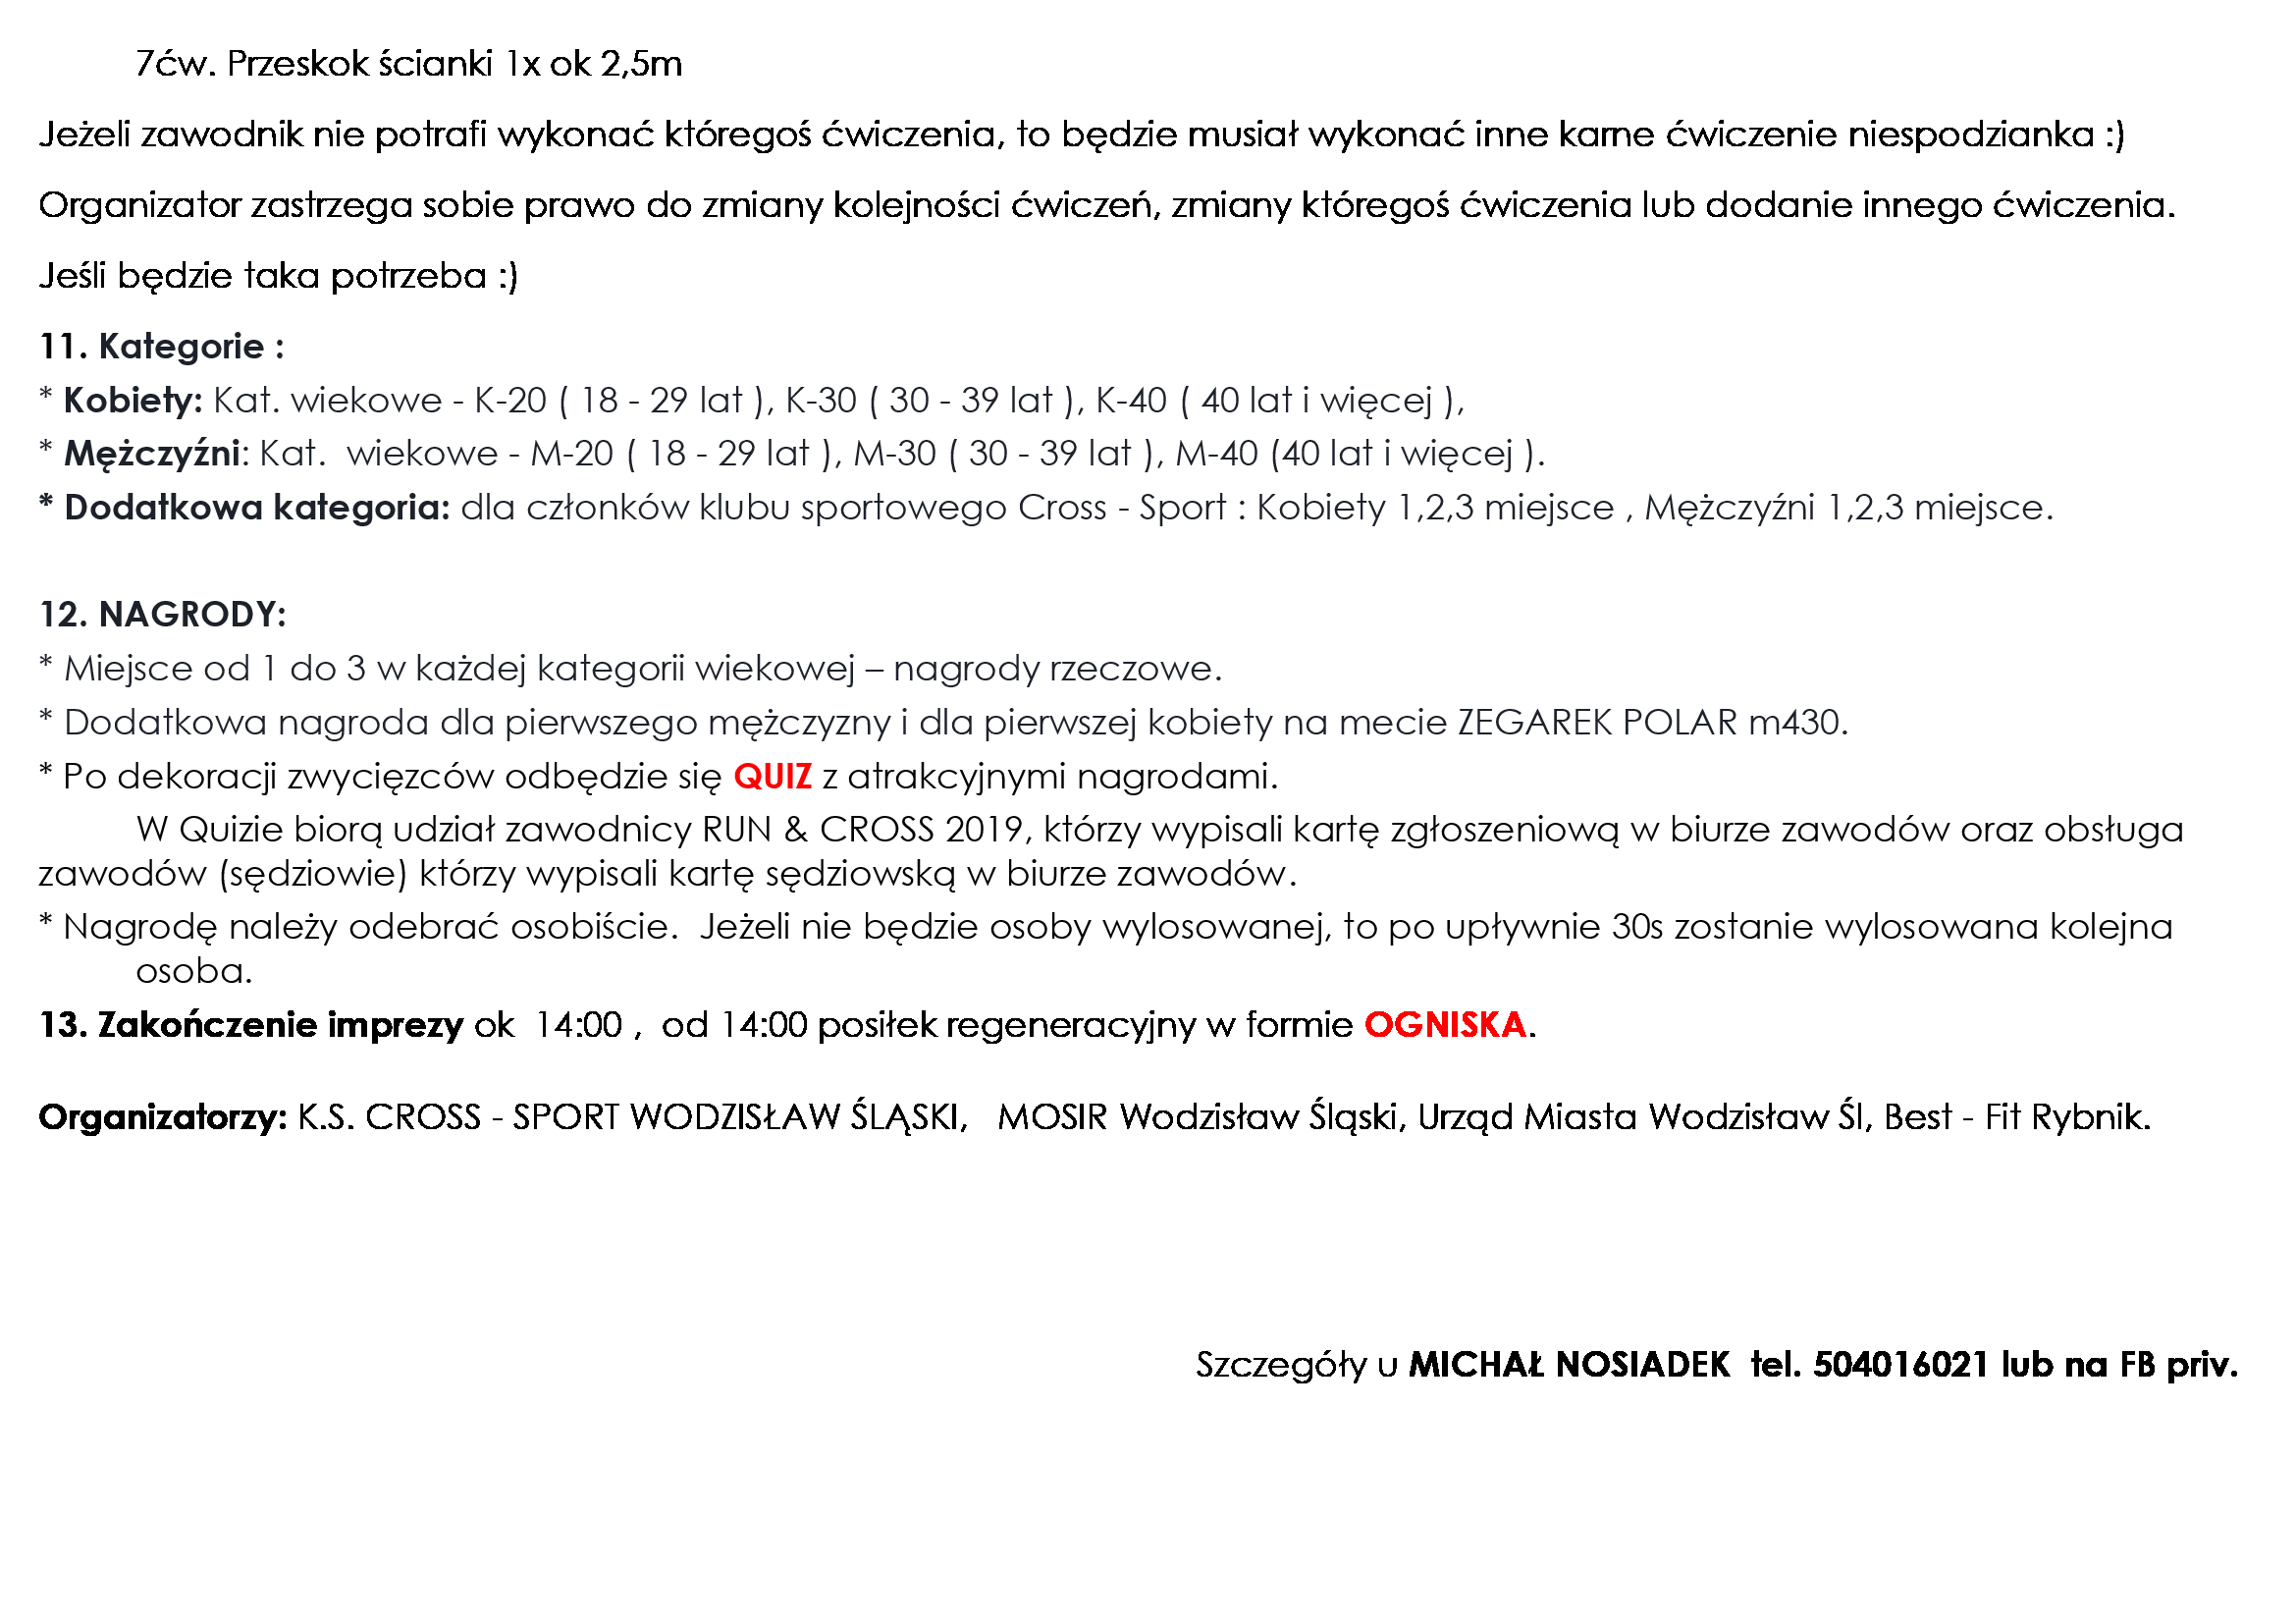 7ćw. Przeskok ścianki 1x ok 2,5m
Jeżeli zawodnik nie potrafi wykonać któregoś ćwiczenia, to będzie musiał wykonać inne karne ćwiczenie niespodzianka :)
Organizator zastrzega sobie prawo do zmiany kolejności ćwiczeń, zmiany któregoś ćwiczenia lub dodanie innego ćwiczenia.
Jeśli będzie taka potrzeba :)
11. Kategorie :
* Kobiety: Kat. wiekowe - K-20 ( 18 - 29 lat ), K-30 ( 30 - 39 lat ), K-40 ( 40 lat i więcej ),
* Mężczyźni: Kat. wiekowe - M-20 ( 18 - 29 lat ), M-30 ( 30 - 39 lat ), M-40 (40 lat i więcej ).
* Dodatkowa kategoria: dla członków klubu sportowego Cross - Sport : Kobiety 1,2,3 miejsce , Mężczyźni 1,2,3 miejsce.
12. NAGRODY:
* Miejsce od 1 do 3 w każdej kategorii wiekowej – nagrody rzeczowe.
* Dodatkowa nagroda dla pierwszego mężczyzny i dla pierwszej kobiety na mecie ZEGAREK POLAR m430.
* Po dekoracji zwycięzców odbędzie się QUIZ z atrakcyjnymi nagrodami.
W Quizie biorą udział zawodnicy RUN & CROSS 2019, którzy wypisali kartę zgłoszeniową w biurze zawodów oraz obsługa
zawodów (sędziowie) którzy wypisali kartę sędziowską w biurze zawodów.
* Nagrodę należy odebrać osobiście. Jeżeli nie będzie osoby wylosowanej, to po upływnie 30s zostanie wylosowana kolejna
osoba.
13. Zakończenie imprezy ok 14:00 , od 14:00 posiłek regeneracyjny w formie OGNISKA.
Organizatorzy: K.S. CROSS - SPORT WODZISŁAW ŚLĄSKI, MOSIR Wodzisław Śląski, Urząd Miasta Wodzisław Śl, Best - Fit Rybnik.
Szczegóły u MICHAŁ NOSIADEK tel. 504016021 lub na FB priv.